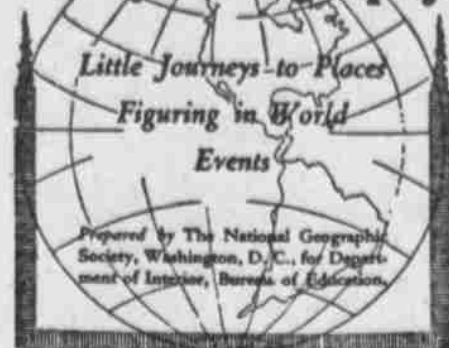 Little Journeys to Places
Figuring in World
Events
Prepared by The National Geographic
Society, Washington, D. C., for Depart-
ment of Interior, Bureau of Education.